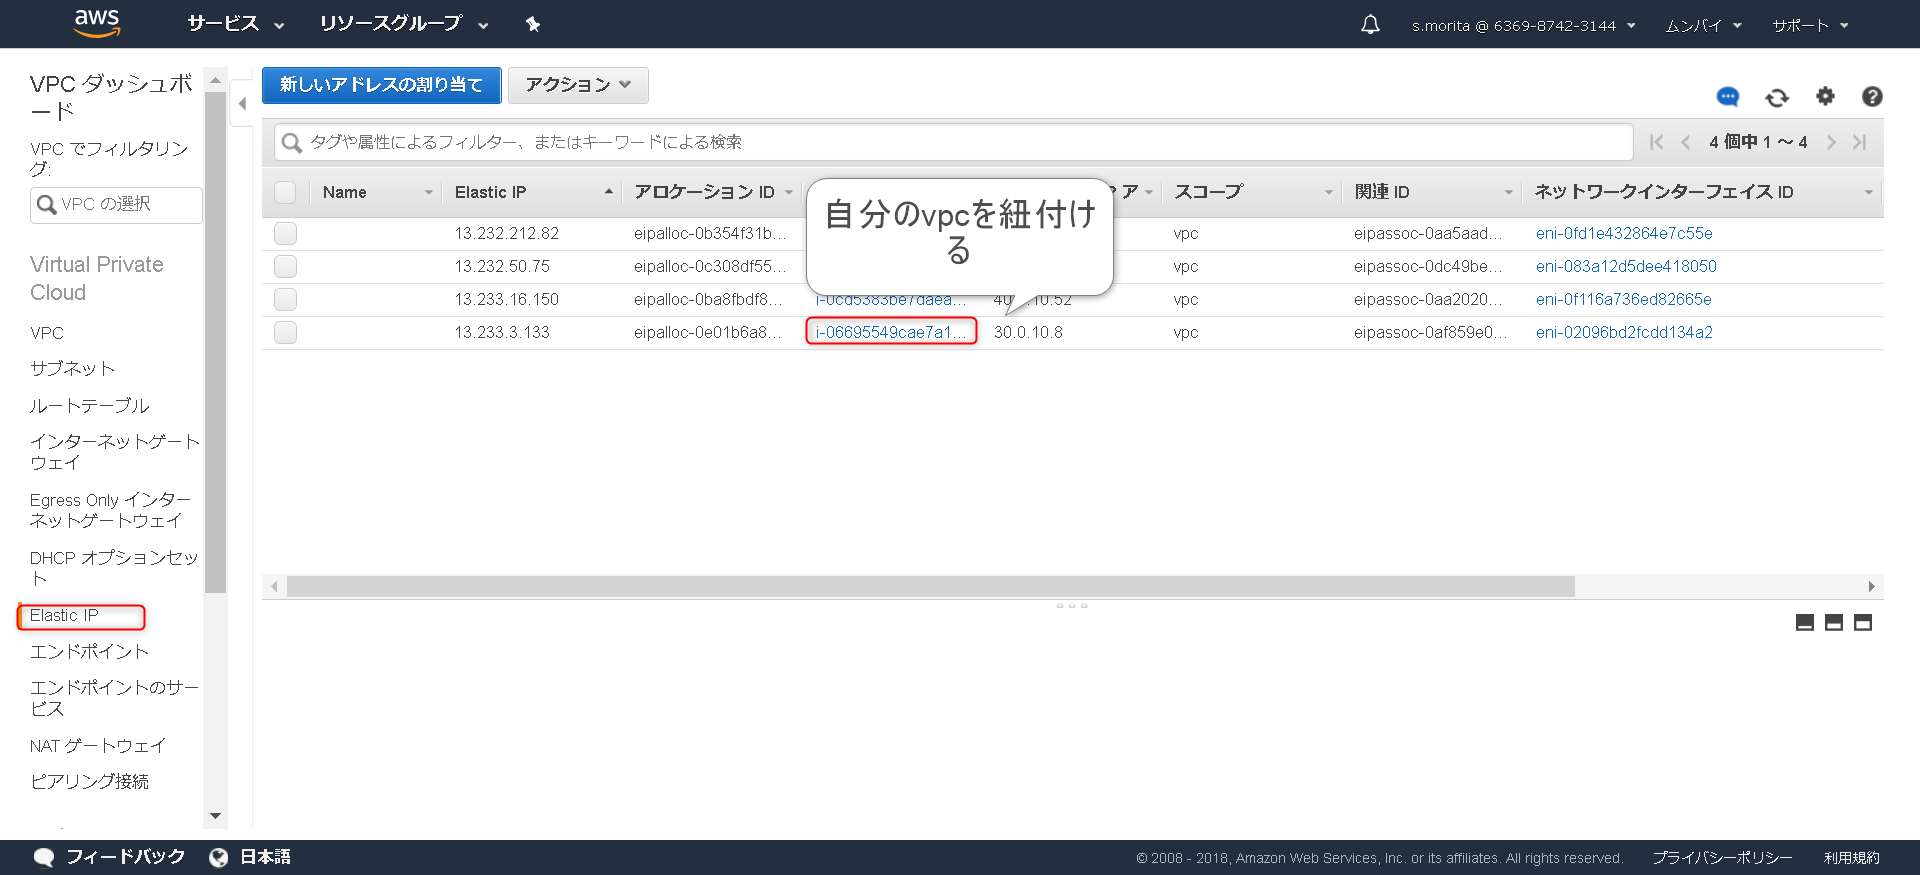 aws
サービス
リソースグループ
s.morita @ 6369-8742-3144
ムンバイ
サポート
VPC ダッシュボ
ード
VPC でフィルタリン
グ:
VPC の選択
Virtual Private
Cloud
VPC
サブネット
ルートテーブル
インターネットゲート
ウェイ
Egress Only インター
ネットゲートウェイ
DHCP オプションセッ
ト
Elastic IP
エンドポイント
エンドポイントのサー
ビス
NAT ゲートウェイ
ピアリング接続
新しいアドレスの割り当て
アクション
タグや属性によるフィルター、またはキーワードによる検索
4 個中 1 ～ 4
Name Elastic IP アロケーション ID ア スコープ 関連 ID ネットワークインターフェイス ID
自分のvpcを紐付け
る
13.232.212.82 eipalloc-0b354f31b... vpc eipassoc-0aa5aad... eni-0fd1e432864e7c55e
13.232.50.75 eipalloc-0c308df55... vpc eipassoc-0dc49be... eni-083a12d5dee418050
13.233.16.150 eipalloc-0ba8fbdf8... i-0cd5383be7daea... vpc eipassoc-0aa2020... eni-0f116a736ed82665e
13.233.3.133 eipalloc-0e01b6a8... i-06695549cae7a1... 30.0.10.8 vpc eipassoc-0af859e0... eni-02096bd2fcdd134a2
フィードバック
日本語
© 2008 - 2018, Amazon Web Services, Inc. or its affiliates. All rights reserved.
プライバシーポリシー
利用規約